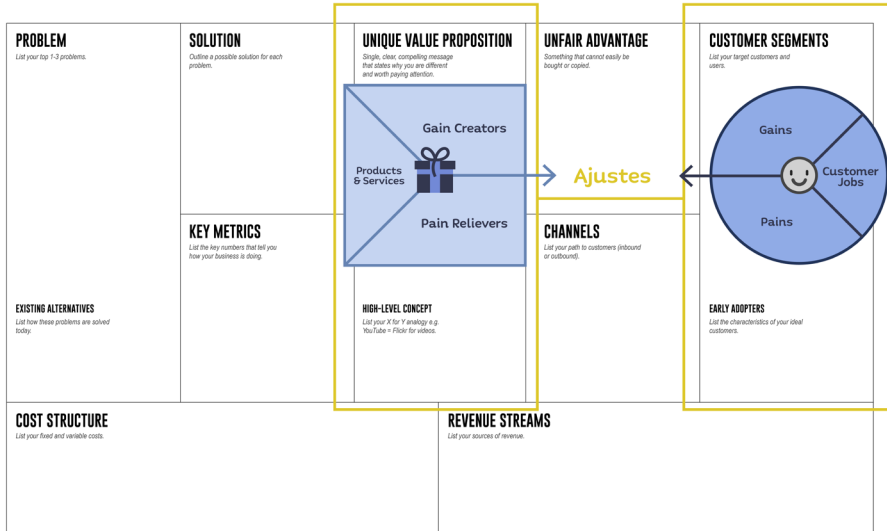 PROBLEM
List your top 1-3 problems.
EXISTING ALTERNATIVES
List how these problems are solved
today.
SOLUTION
Outline a possible solution for each
problem.
KEY METRICS
List the key numbers that tell you
how your business is doing.
UNIQUE VALUE PROPOSITION
Single, clear, compelling message
that states why you are different
and worth paying attention.
Gain Creators
Products
& Services
Pain Relievers
HIGH-LEVEL CONCEPT
List your X for Y analogy e.g.
YouTube = Flickr for videos.
UNFAIR ADVANTAGE
Something that cannot easily be
bought or copied.
Ajustes
CHANNELS
List your path to customers (inbound
or outbound).
CUSTOMER SEGMENTS
List your target customers and
users.
Gains
Customer
Jobs
Pains
EARLY ADOPTERS
List the characteristics of your ideal
customers.
COST STRUCTURE
List your fixed and variable costs.
REVENUE STREAMS
List your sources of revenue.